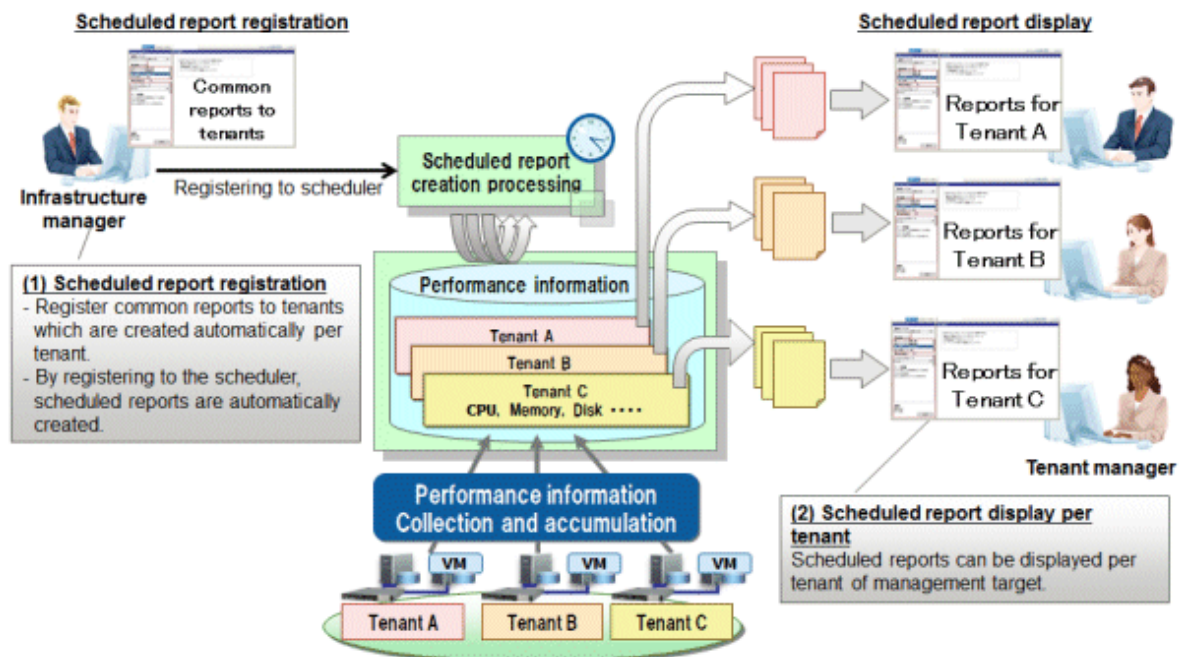 Scheduled report registration
Common
reports to
tenants
Infrastructure
manager
Registering to scheduler
Scheduled report
creation processing
(1) Scheduled report registration
- Register common reports to tenants
which are created automatically per
tenant.
- By registering to the scheduler,
scheduled reports are automatically
created.
Performance information
Tenant A
Tenant B
Tenant C
CPU, Memory, Disk ････
Performance information
Collection and accumulation
VM
VM
VM
Tenant A
Tenant B
Tenant C
Scheduled report display
Reports for
Tenant A
Reports for
Tenant B
Reports for
Tenant C
Tenant manager
(2) Scheduled report display per
tenant
Scheduled reports can be displayed per
tenant of management target.